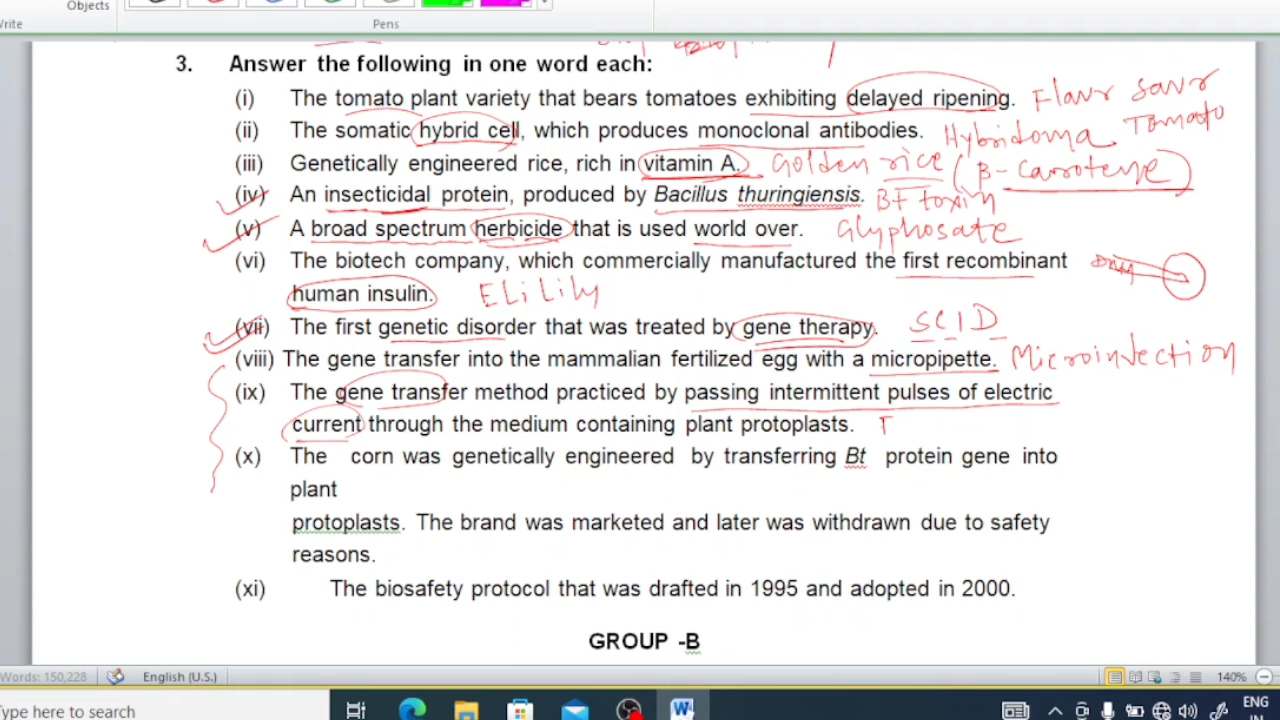 Objects
Write
Pens
3. Answer the following in one word each:
(i) The tomato plant variety that bears tomatoes exhibiting delayed ripening. Flavr Savr Tomato
(ii) The somatic hybrid cell, which produces monoclonal antibodies. Hybridoma
(iii) Genetically engineered rice, rich in vitamin A. Golden rice (β-Carrotene)
(iv) An insecticidal protein, produced by Bacillus thuringiensis. BT toxin
(v) A broad spectrum herbicide that is used world over. Glyphosate
(vi) The biotech company, which commercially manufactured the first recombinant
human insulin. ELi Lily
(vii) The first genetic disorder that was treated by gene therapy. SCID
(viii) The gene transfer into the mammalian fertilized egg with a micropipette. Microinjection
(ix) The gene transfer method practiced by passing intermittent pulses of electric
current through the medium containing plant protoplasts.
(x) The corn was genetically engineered by transferring Bt protein gene into
plant
protoplasts. The brand was marketed and later was withdrawn due to safety
reasons.
(xi) The biosafety protocol that was drafted in 1995 and adopted in 2000.
GROUP -B
Words: 150,228 English (U.S.) 140%
Type here to search ENG
IN